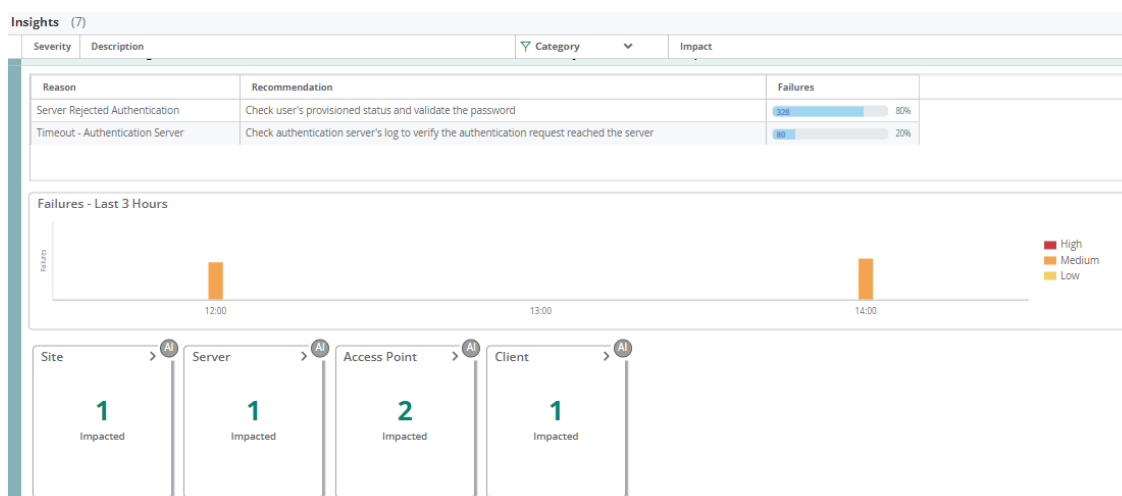 Insights (7)
Severity Description Category Impact
Reason Recommendation Failures
Server Rejected Authentication Check user's provisioned status and validate the password 328 80%
Timeout - Authentication Server Check authentication server's log to verify the authentication request reached the server 80 20%
Failures - Last 3 Hours
Failures
High
Medium
Low
12:00 13:00 14:00
Site AI Server AI Access Point AI Client AI
1 1 2 1
Impacted Impacted Impacted Impacted